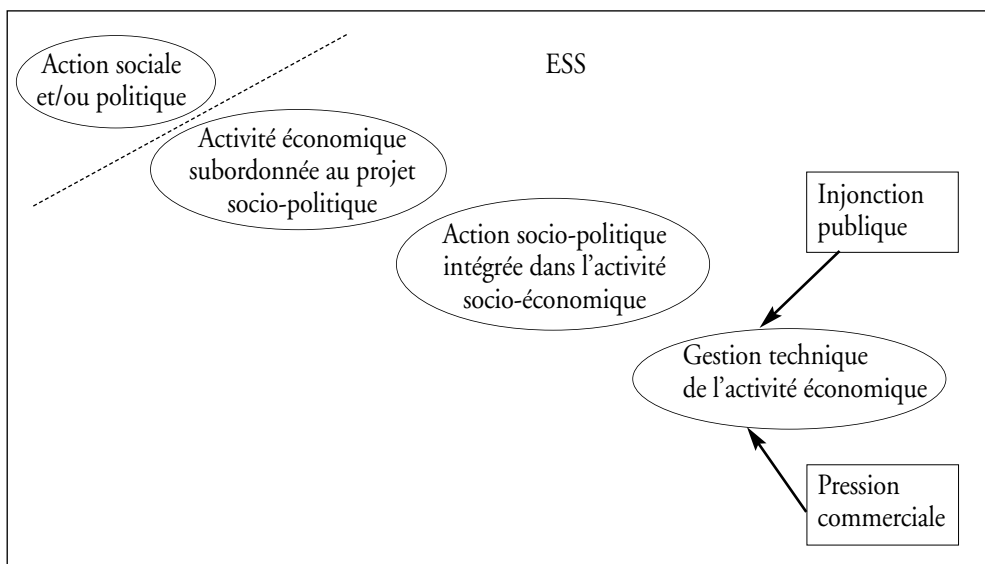 Action sociale
et/ou politique
ESS
Activité économique
subordonnée au projet
socio-politique
Action socio-politique
intégrée dans l’activité
socio-économique
Injonction
publique
Gestion technique
de l’activité économique
Pression
commerciale